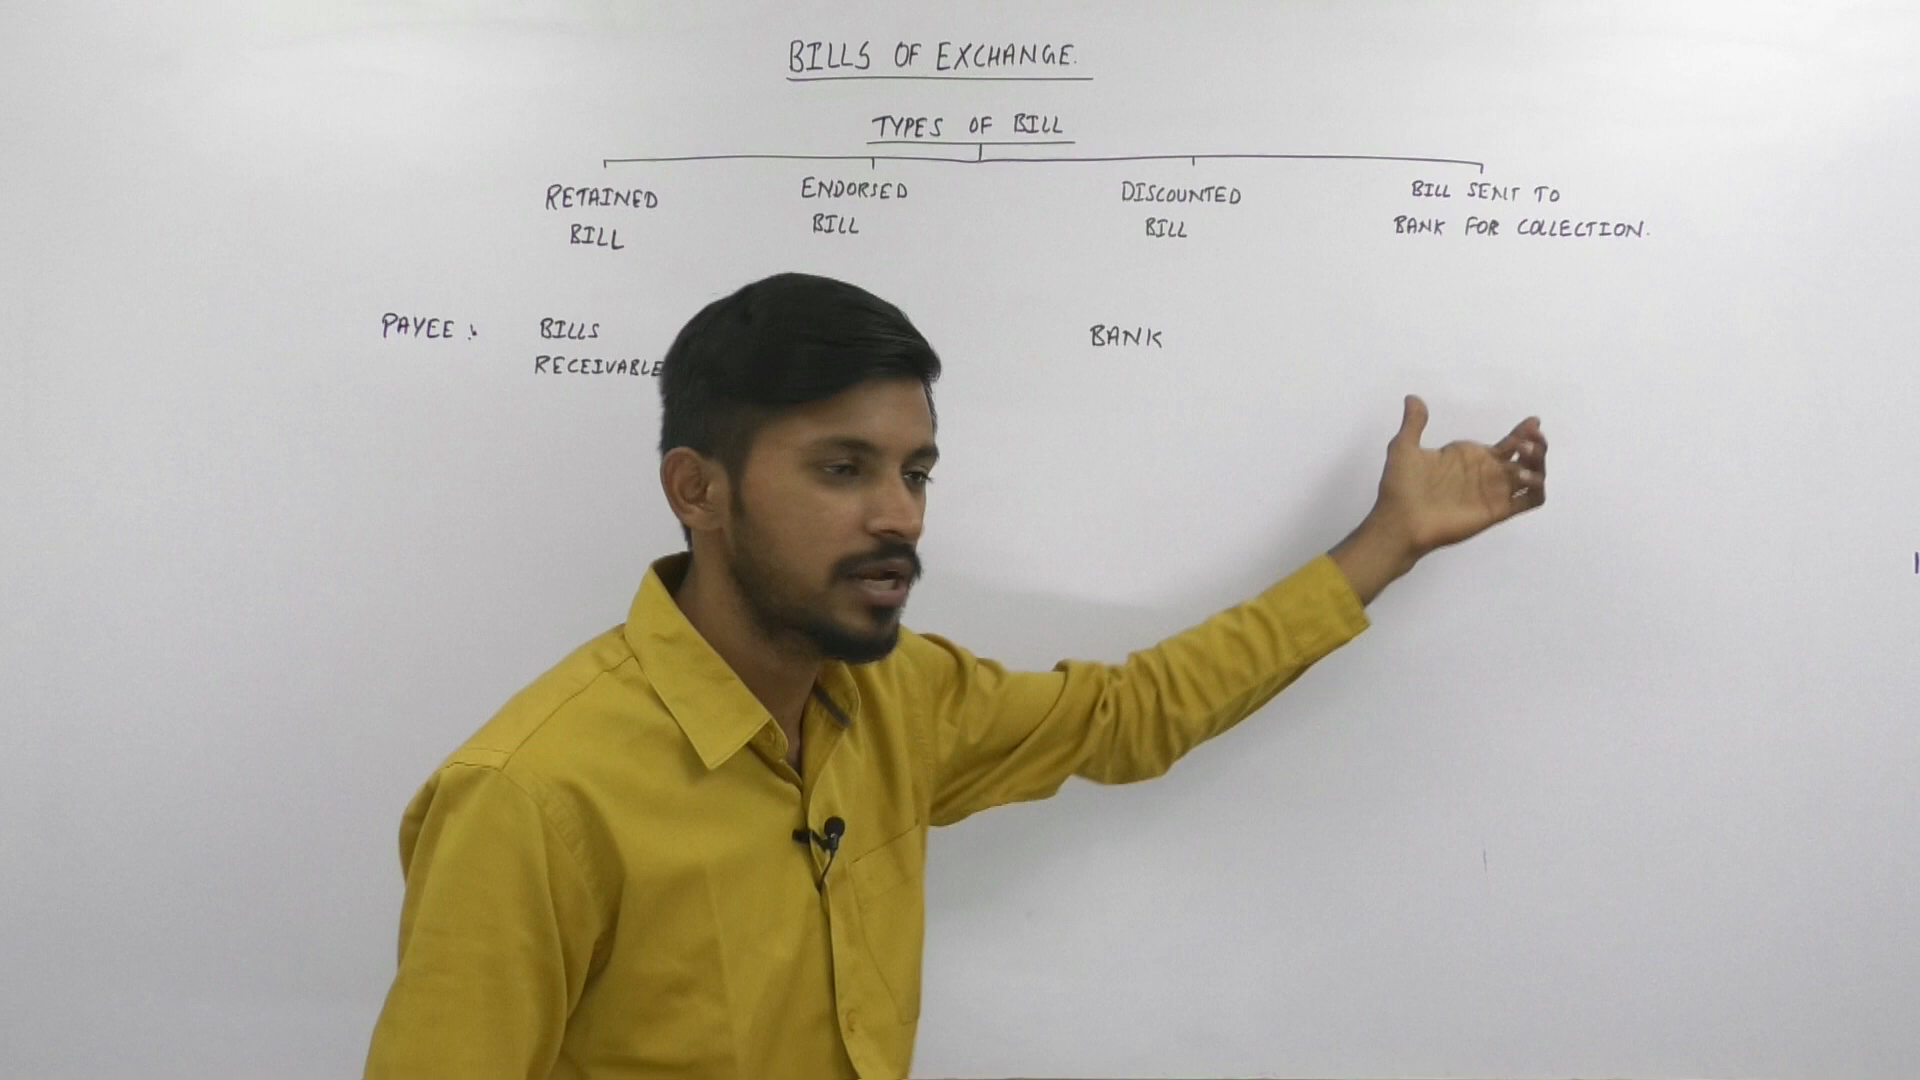 BILLS OF EXCHANGE.
TYPES OF BILL
RETAINED
BILL
ENDORSED
BILL
DISCOUNTED
BILL
BILL SENT TO
BANK FOR COLLECTION.
PAYEE :
BILLS
RECEIVABLE
BANK